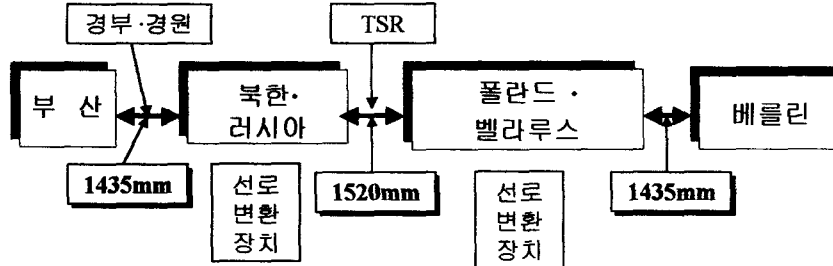 경부·경원
TSR
부 산
북한·
러시아
폴란드 ·
벨라루스
베를린
1435mm
1520mm
1435mm
선로
변환
장치
선로
변환
장치